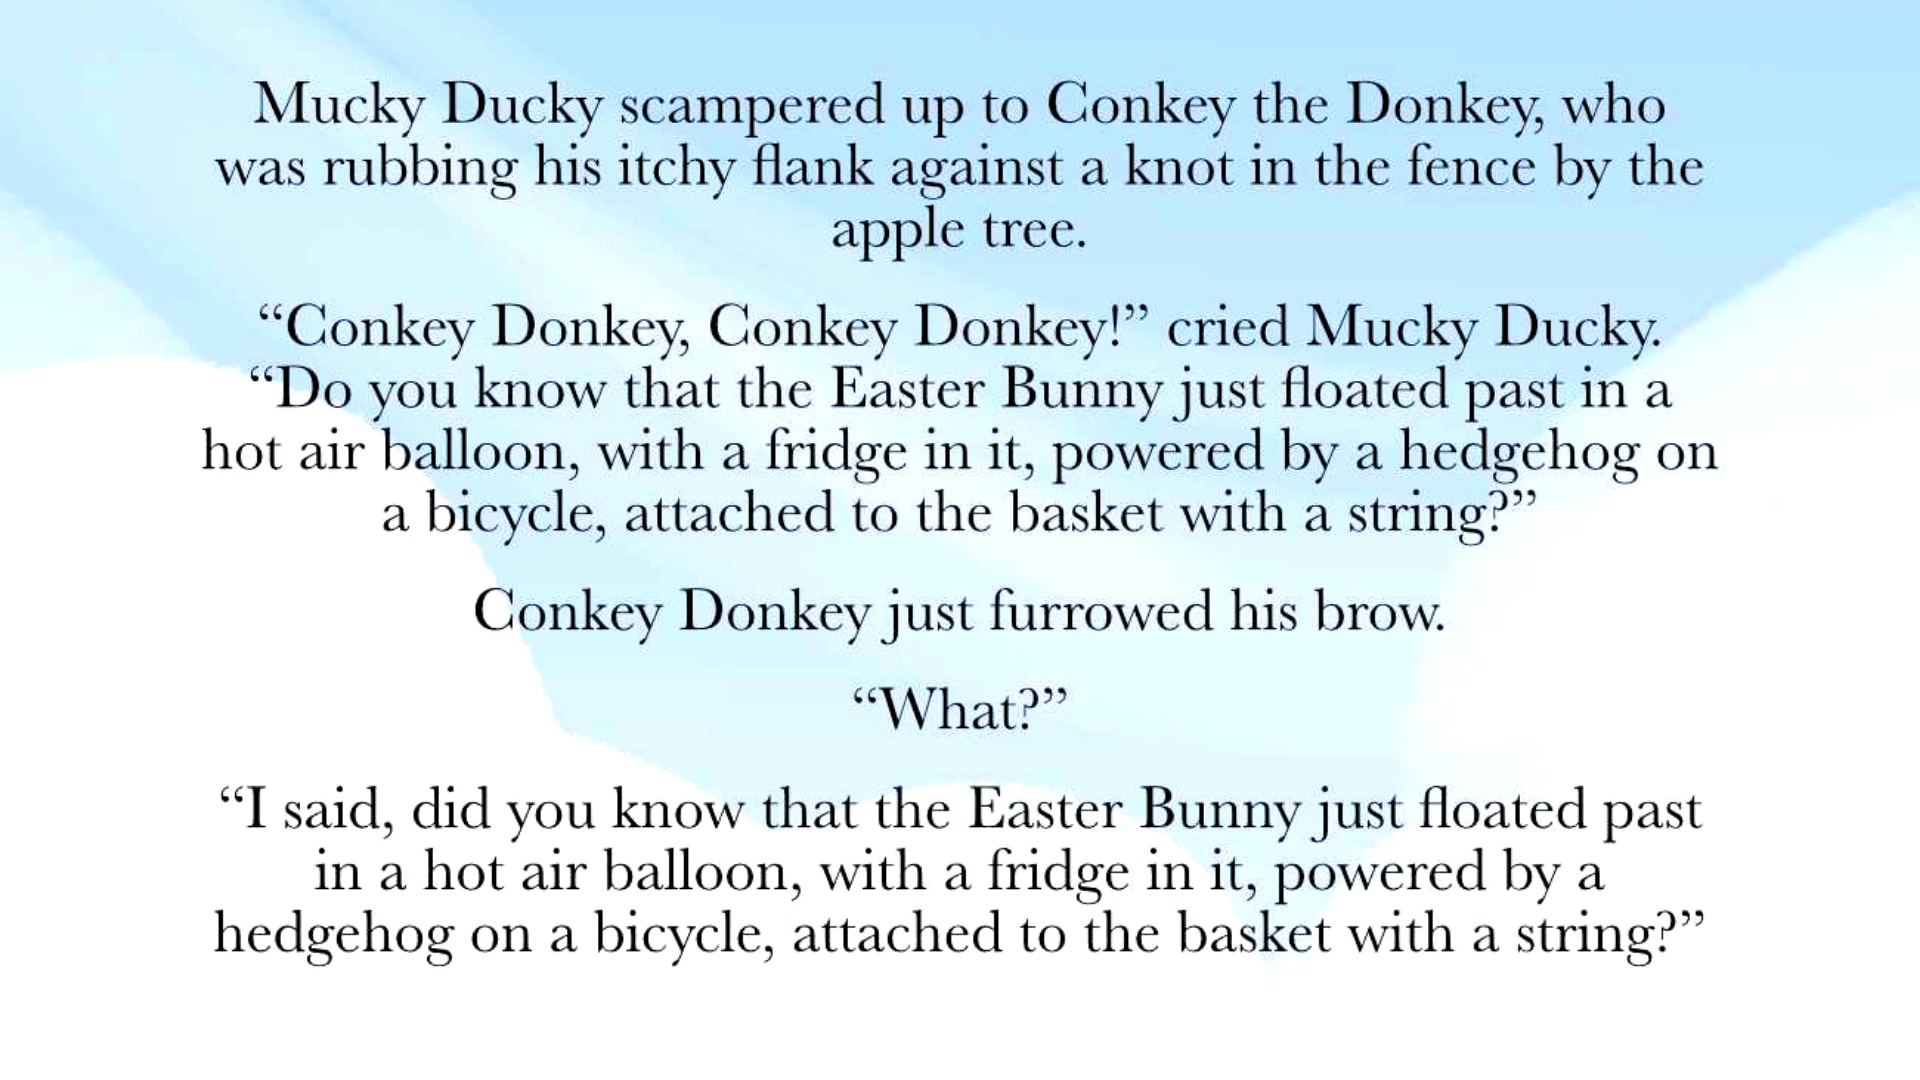 Mucky Ducky scampered up to Conkey the Donkey, who
was rubbing his itchy flank against a knot in the fence by the
apple tree.
“Conkey Donkey, Conkey Donkey!” cried Mucky Ducky.
“Do you know that the Easter Bunny just floated past in a
hot air balloon, with a fridge in it, powered by a hedgehog on
a bicycle, attached to the basket with a string?”
Conkey Donkey just furrowed his brow.
“What?”
“I said, did you know that the Easter Bunny just floated past
in a hot air balloon, with a fridge in it, powered by a
hedgehog on a bicycle, attached to the basket with a string?”